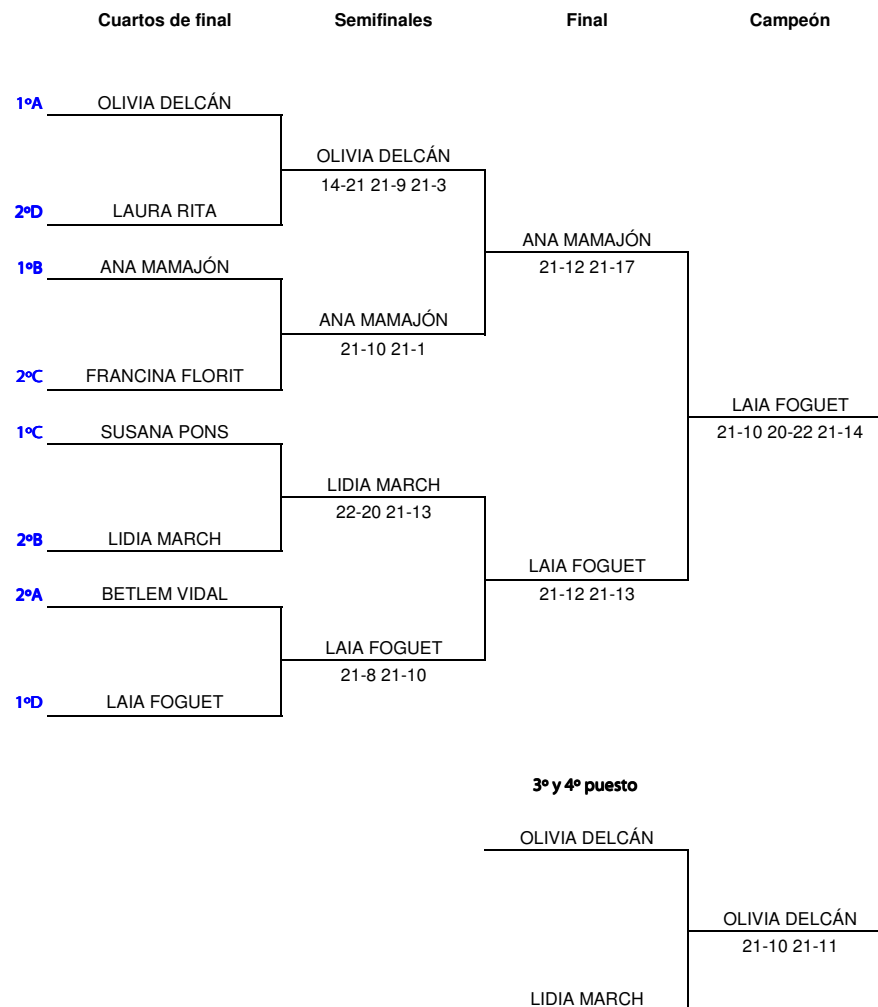 Cuartos de final Semifinales Final Campeón
1ºA OLIVIA DELCÁN
OLIVIA DELCÁN
14-21 21-9 21-3
2ºD LAURA RITA
ANA MAMAJÓN
21-12 21-17
1ºB ANA MAMAJÓN
ANA MAMAJÓN
21-10 21-1
2ºC FRANCINA FLORIT
LAIA FOGUET
21-10 20-22 21-14
1ºC SUSANA PONS
LIDIA MARCH
22-20 21-13
2ºB LIDIA MARCH
LAIA FOGUET
21-12 21-13
2ºA BETLEM VIDAL
LAIA FOGUET
21-8 21-10
1ºD LAIA FOGUET
3º y 4º puesto
OLIVIA DELCÁN
OLIVIA DELCÁN
21-10 21-11
LIDIA MARCH